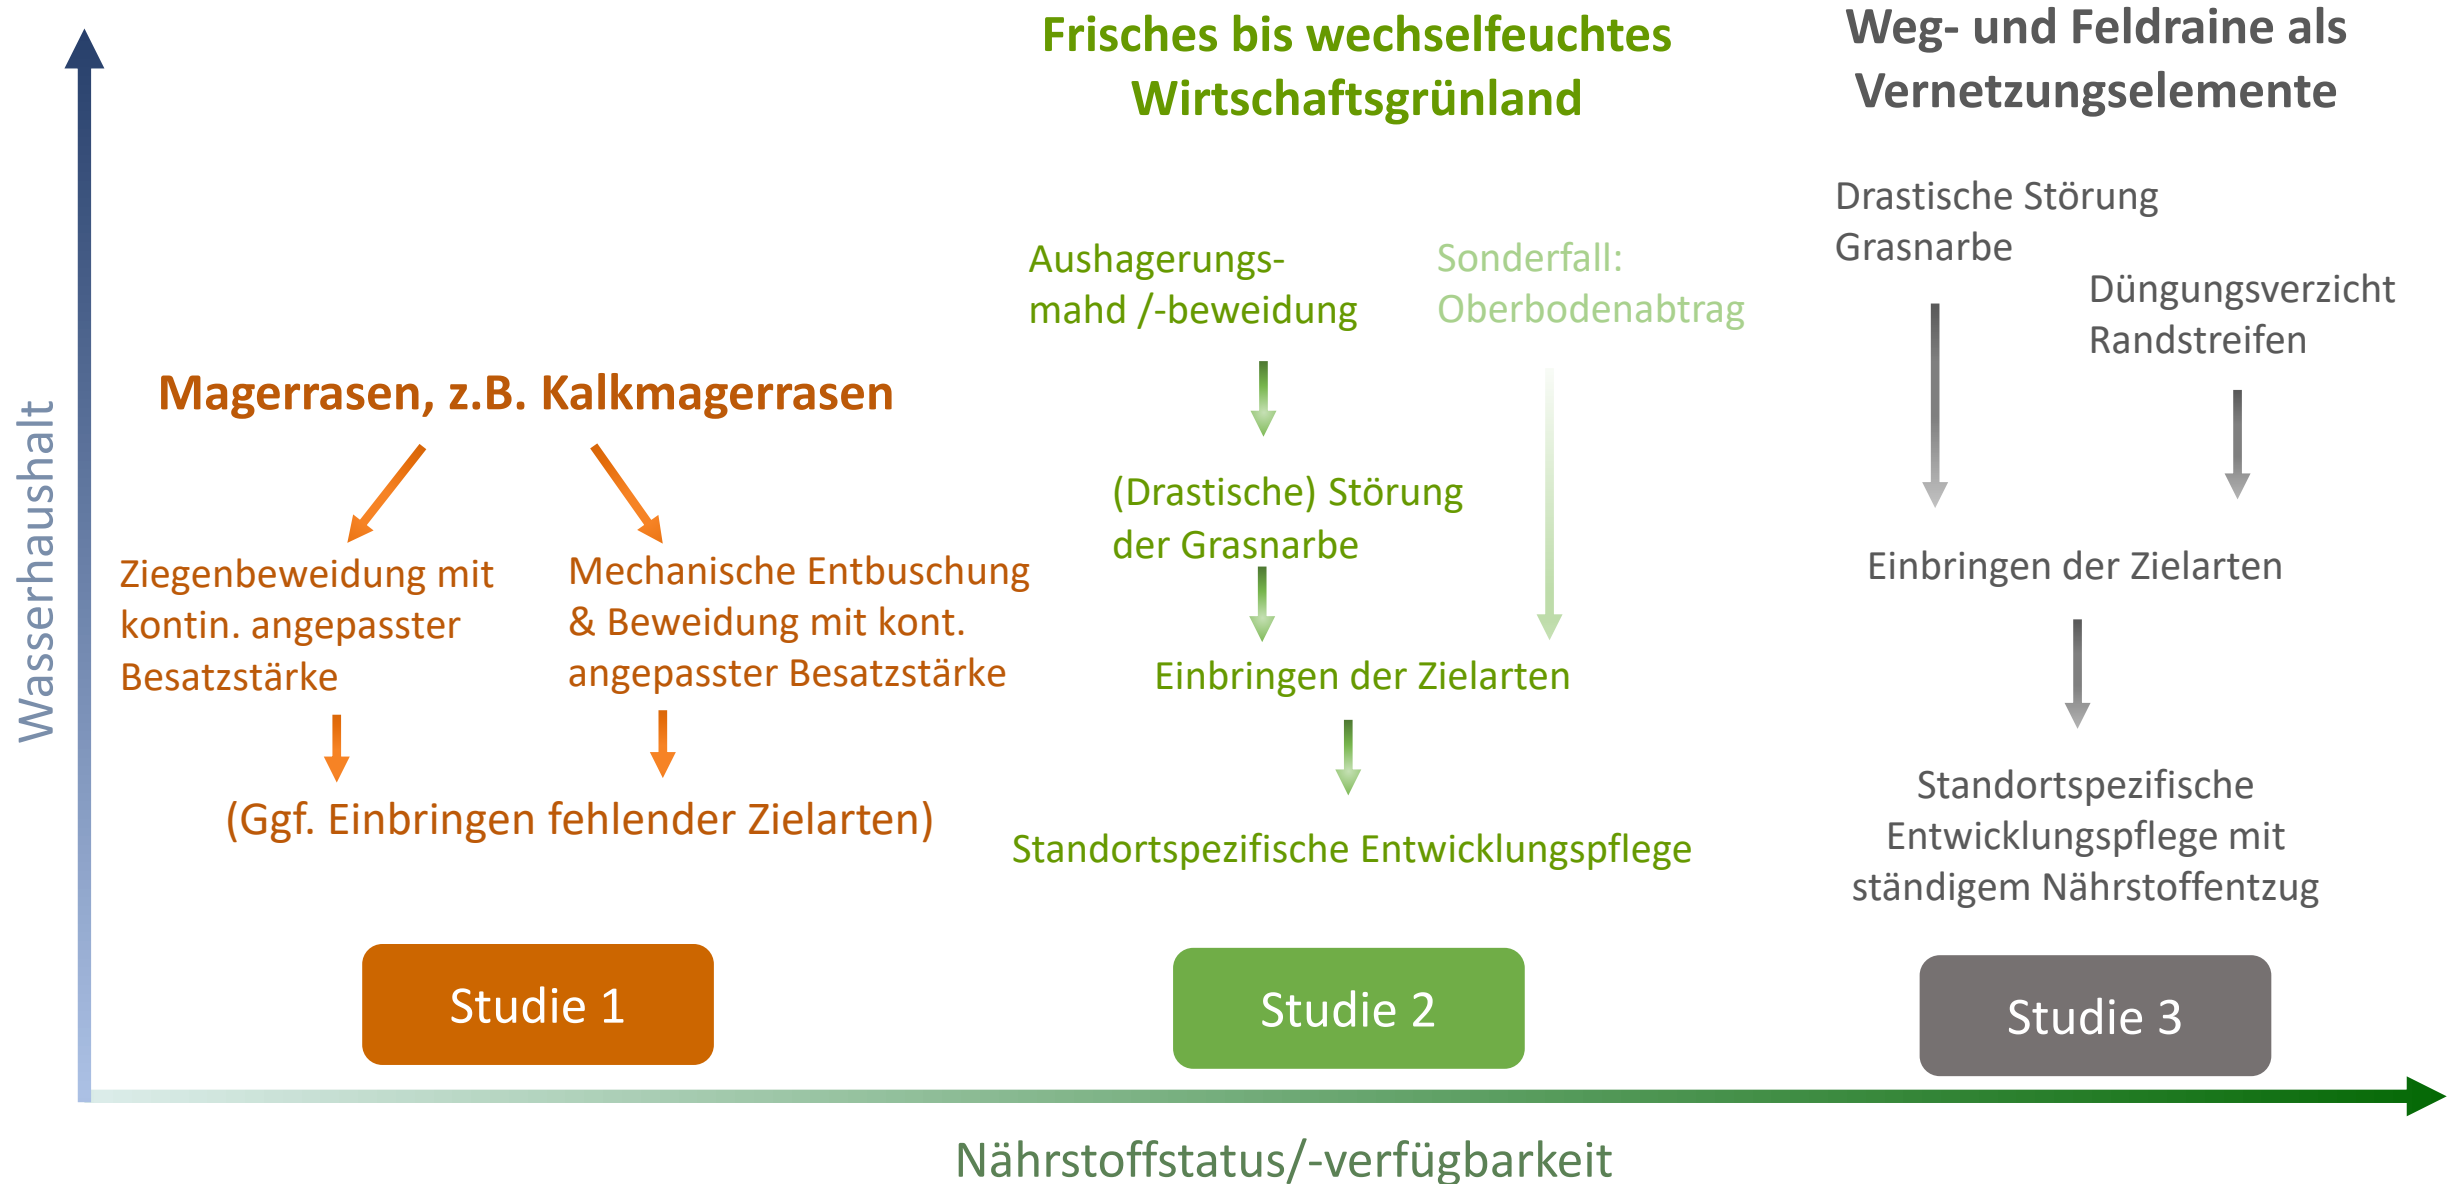 Wasserhaushalt
Magerrasen, z.B. Kalkmagerrasen
Ziegenbeweidung mit
kontin. angepasster
Besatzstärke
Mechanische Entbuschung
& Beweidung mit kont.
angepasster Besatzstärke
(Ggf. Einbringen fehlender Zielarten)
Studie 1
Frisches bis wechselfeuchtes
Wirtschaftsgrünland
Aushagerungs-
mahd /-beweidung
Sonderfall:
Oberbodenabtrag
(Drastische) Störung
der Grasnarbe
Einbringen der Zielarten
Standortspezifische Entwicklungspflege
Studie 2
Weg- und Feldraine als
Vernetzungselemente
Drastische Störung
Grasnarbe
Düngungsverzicht
Randstreifen
Einbringen der Zielarten
Standortspezifische
Entwicklungspflege mit
ständigem Nährstoffentzug
Studie 3
Nährstoffstatus/-verfügbarkeit